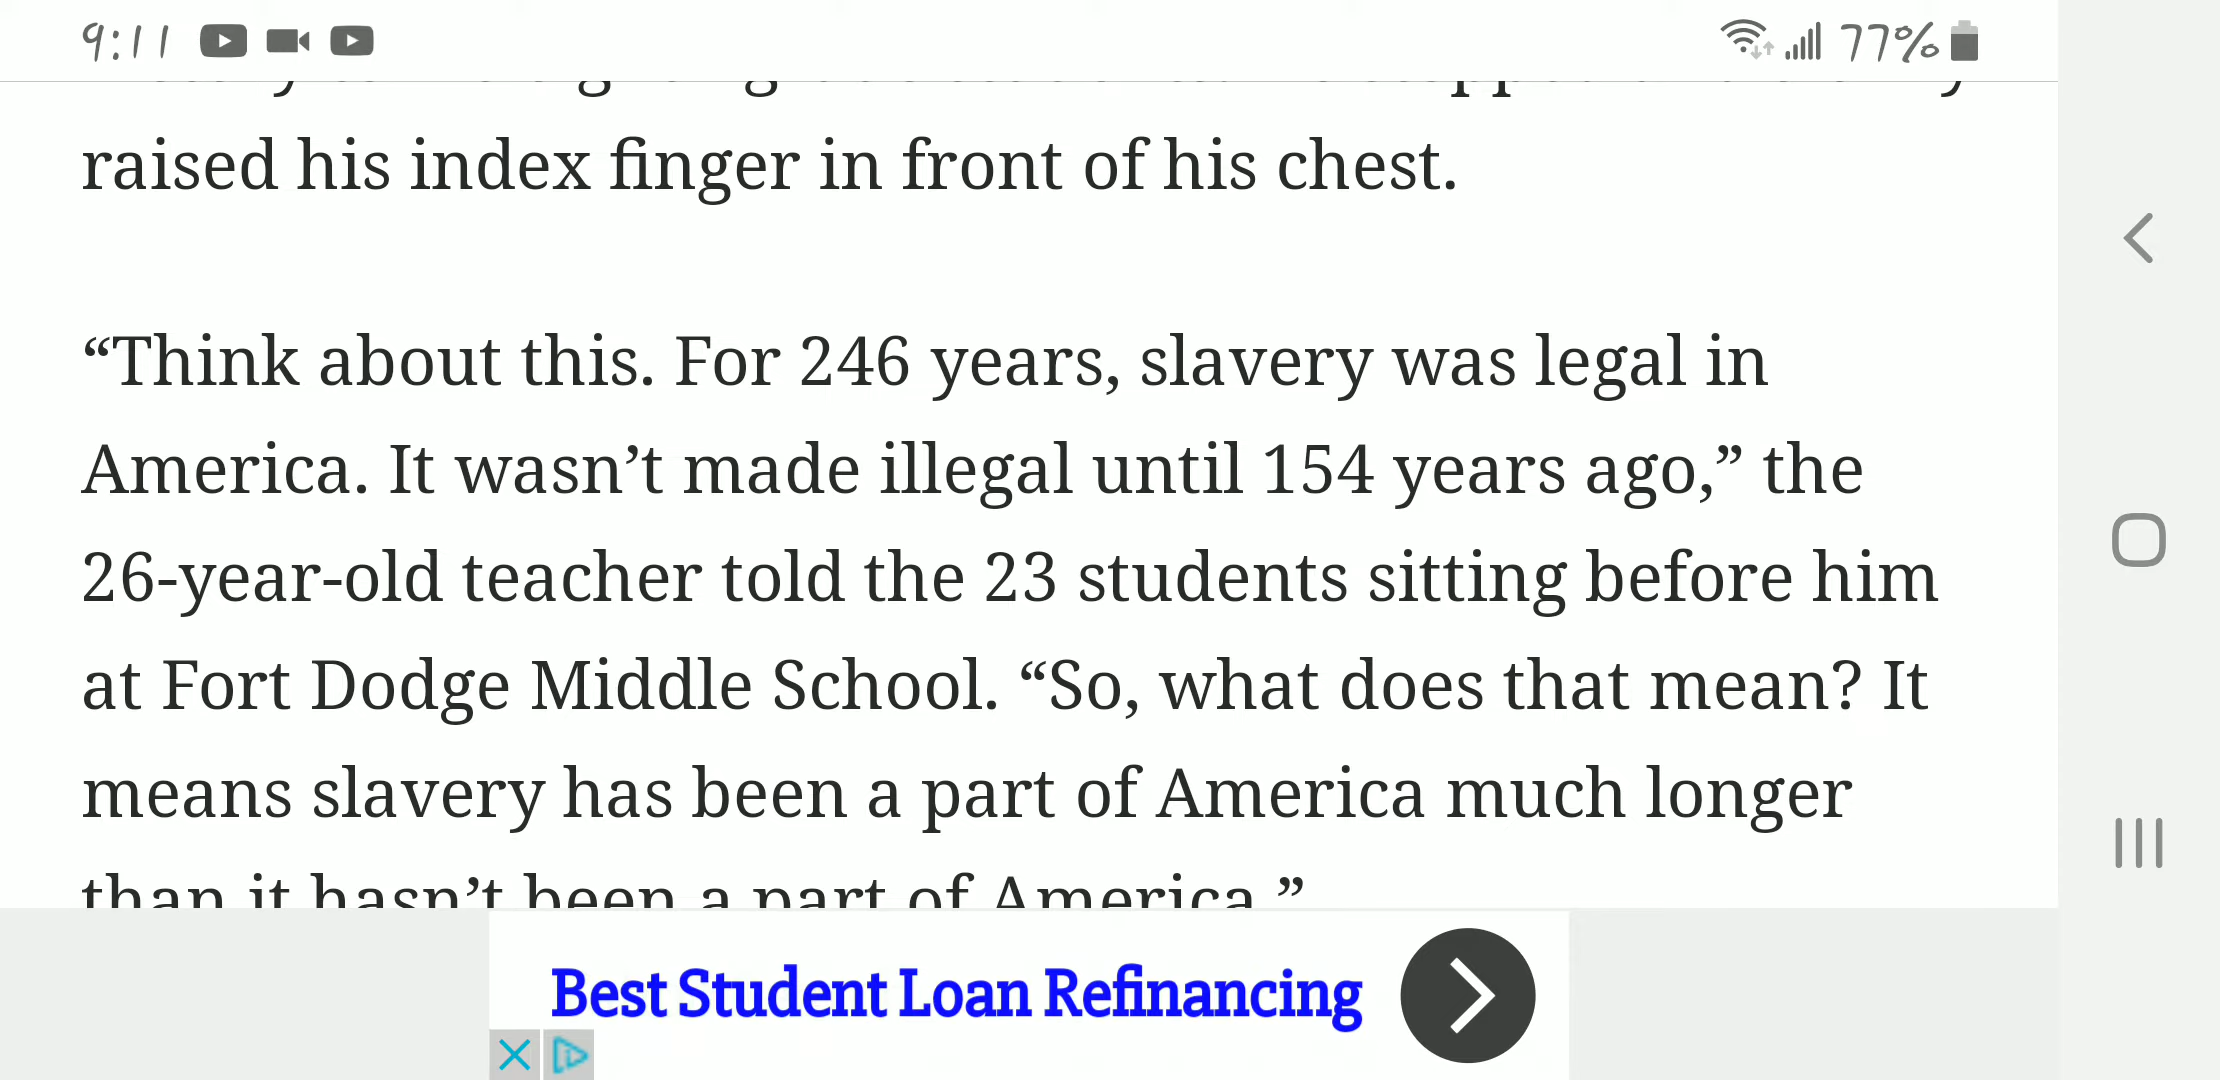 9:11 77%
raised his index finger in front of his chest.
“Think about this. For 246 years, slavery was legal in
America. It wasn’t made illegal until 154 years ago,” the
26-year-old teacher told the 23 students sitting before him
at Fort Dodge Middle School. “So, what does that mean? It
means slavery has been a part of America much longer
than it hasn’t been a part of America.”
Best Student Loan Refinancing